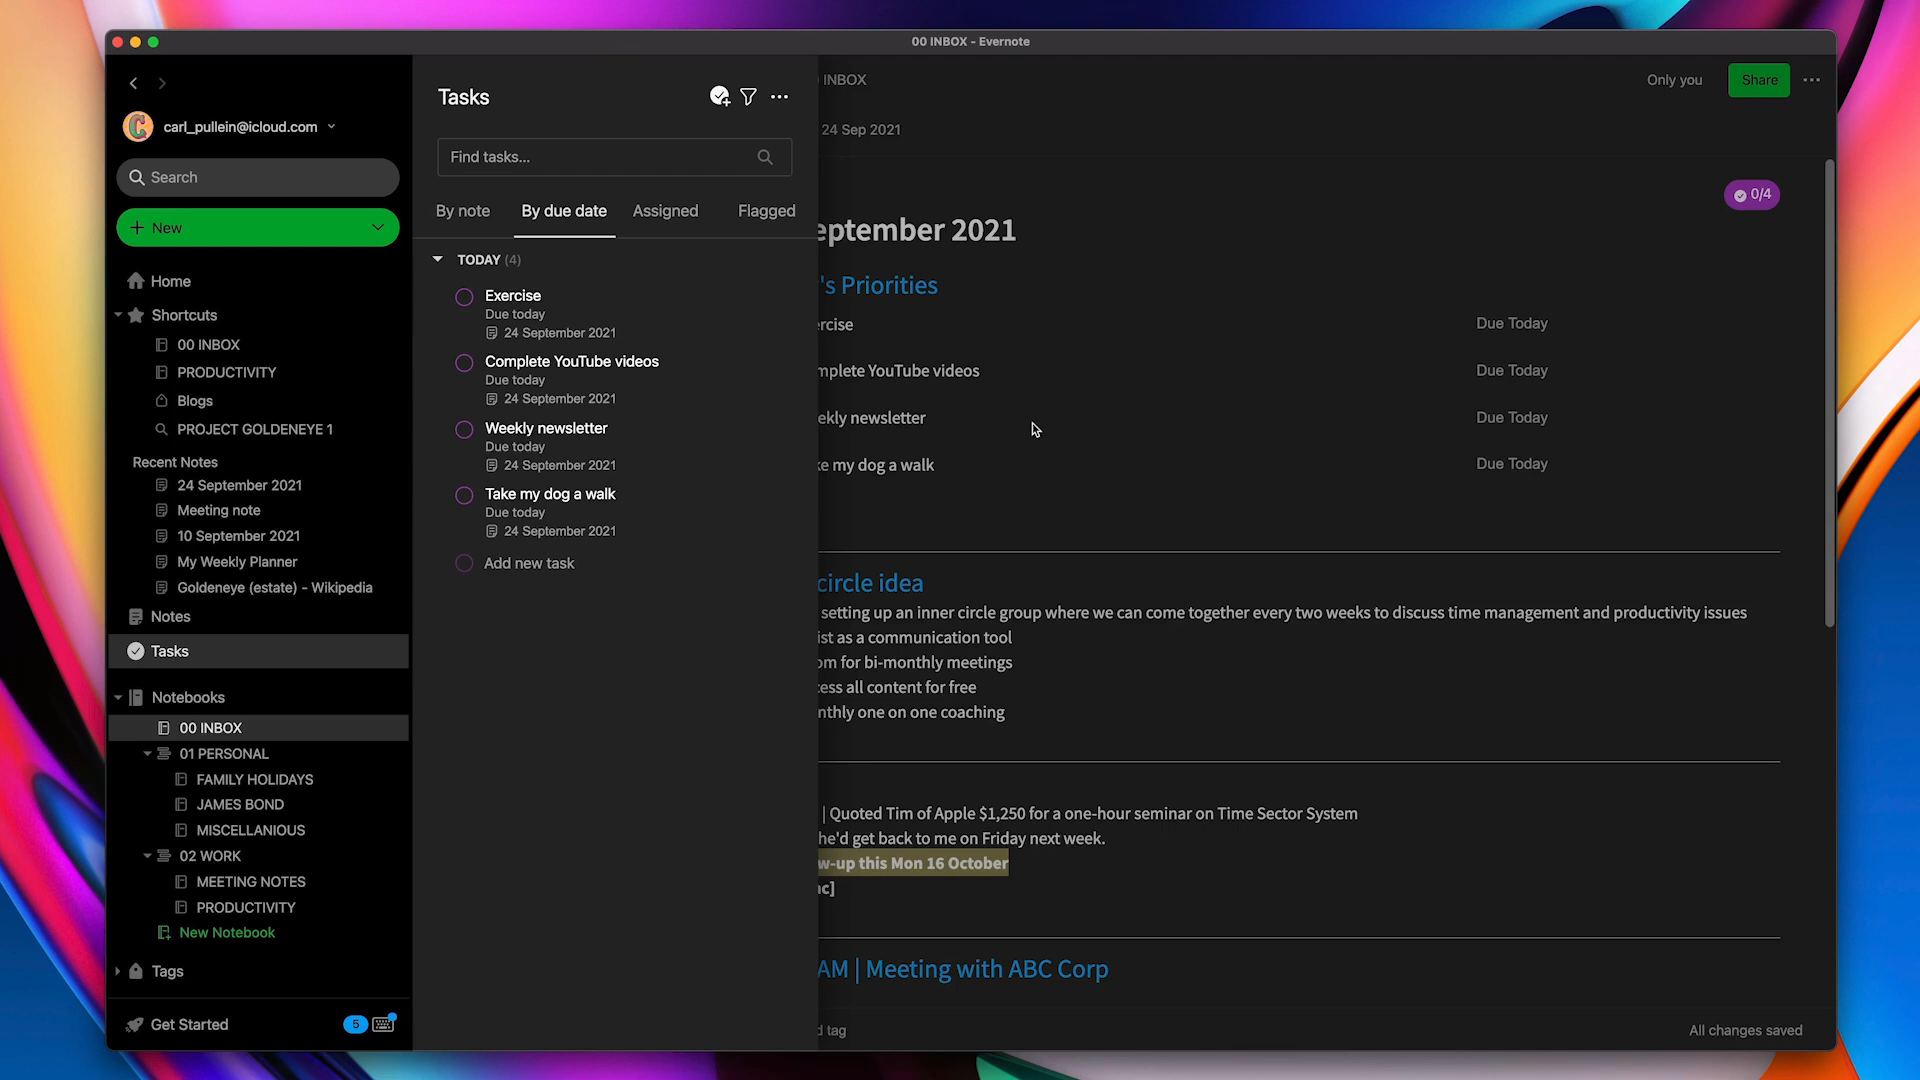 00 INBOX - Evernote
carl_pullein@icloud.com
Search
New
Home
Shortcuts
00 INBOX
PRODUCTIVITY
Blogs
PROJECT GOLDENEYE 1
Recent Notes
24 September 2021
Meeting note
10 September 2021
My Weekly Planner
Goldeneye (estate) - Wikipedia
Notes
Tasks
Notebooks
00 INBOX
01 PERSONAL
FAMILY HOLIDAYS
JAMES BOND
MISCELLANIOUS
02 WORK
MEETING NOTES
PRODUCTIVITY
New Notebook
Tags
Get Started
5
Tasks
Find tasks...
By note By due date Assigned Flagged
TODAY (4)
Exercise
Due today
24 September 2021
Complete YouTube videos
Due today
24 September 2021
Weekly newsletter
Due today
24 September 2021
Take my dog a walk
Due today
24 September 2021
Add new task
INBOX
Only you
Share
24 Sep 2021
0/4
eptember 2021
's Priorities
rcise Due Today
mplete YouTube videos Due Today
ekly newsletter Due Today
ke my dog a walk Due Today
circle idea
setting up an inner circle group where we can come together every two weeks to discuss time management and productivity issues
ist as a communication tool
om for bi-monthly meetings
cess all content for free
nthly one on one coaching
| Quoted Tim of Apple $1,250 for a one-hour seminar on Time Sector System
he'd get back to me on Friday next week.
w-up this Mon 16 October
nc]
AM | Meeting with ABC Corp
d tag
All changes saved